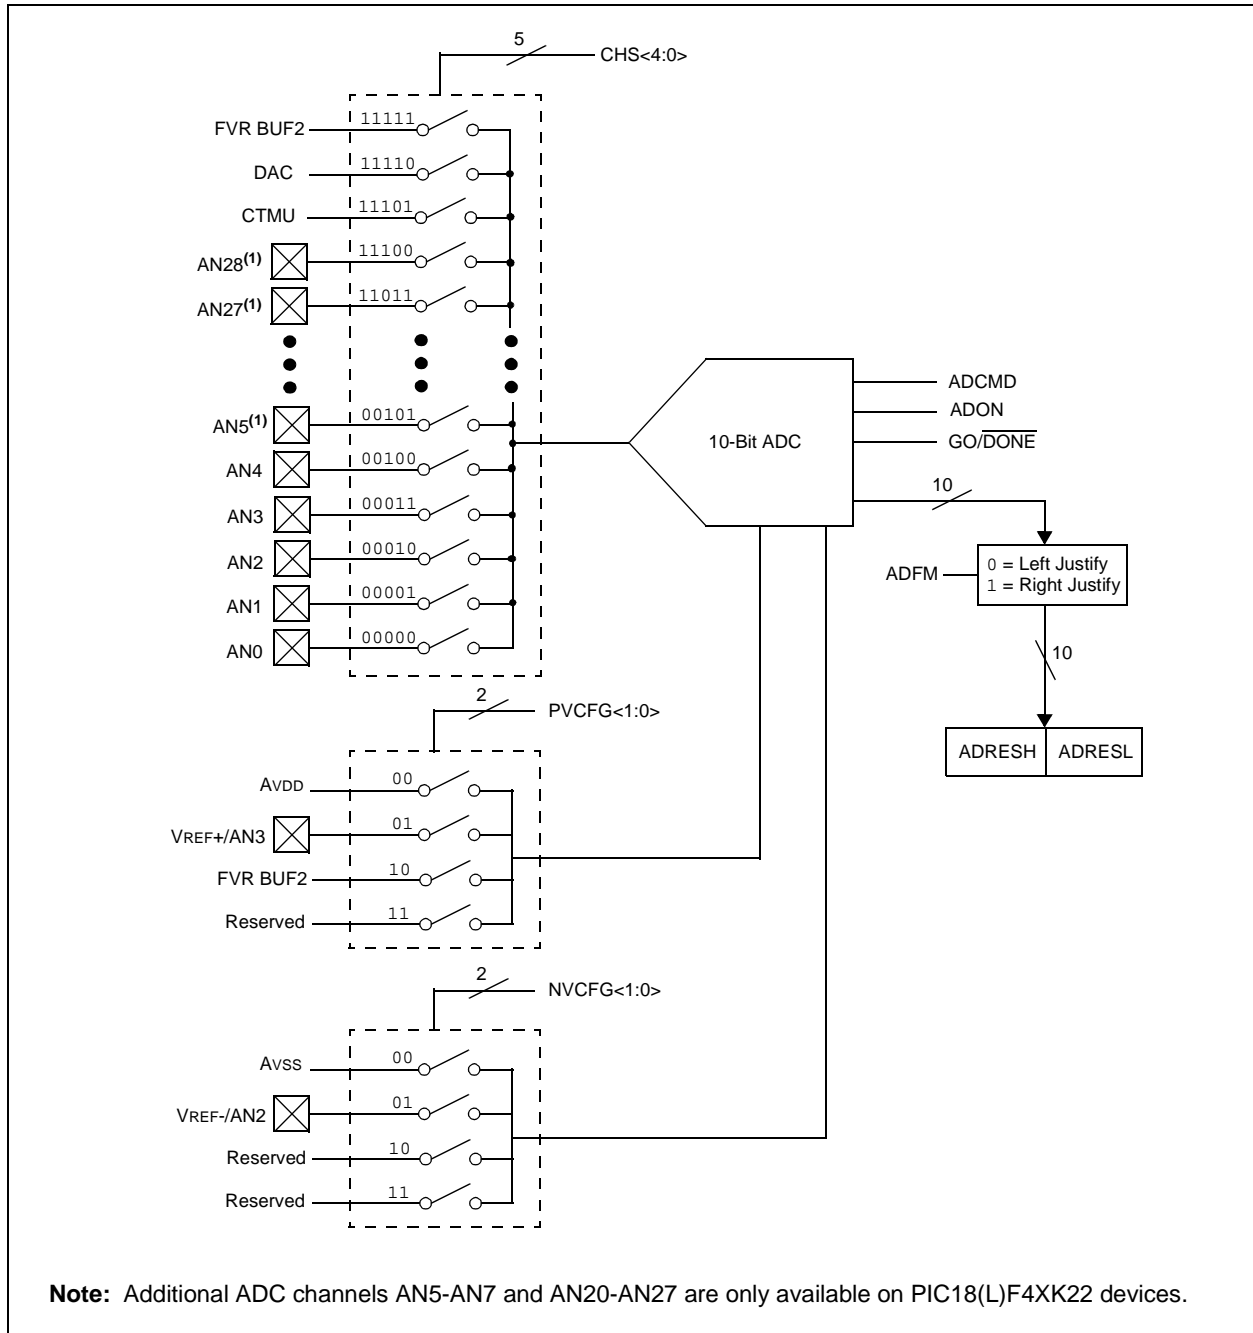 5
CHS<4:0>
FVR BUF2
11111
DAC
11110
CTMU
11101
AN28(1)
11100
AN27(1)
11011
AN5(1)
00101
AN4
00100
AN3
00011
AN2
00010
AN1
00001
AN0
00000
10-Bit ADC
ADCMD
ADON
GO/DONE
10
ADFM
0 = Left Justify
1 = Right Justify
10
ADRESH
ADRESL
2
PVCFG<1:0>
AVDD
00
VREF+/AN3
01
FVR BUF2
10
Reserved
11
2
NVCFG<1:0>
AVSS
00
VREF-/AN2
01
Reserved
10
Reserved
11
Note: Additional ADC channels AN5-AN7 and AN20-AN27 are only available on PIC18(L)F4XK22 devices.